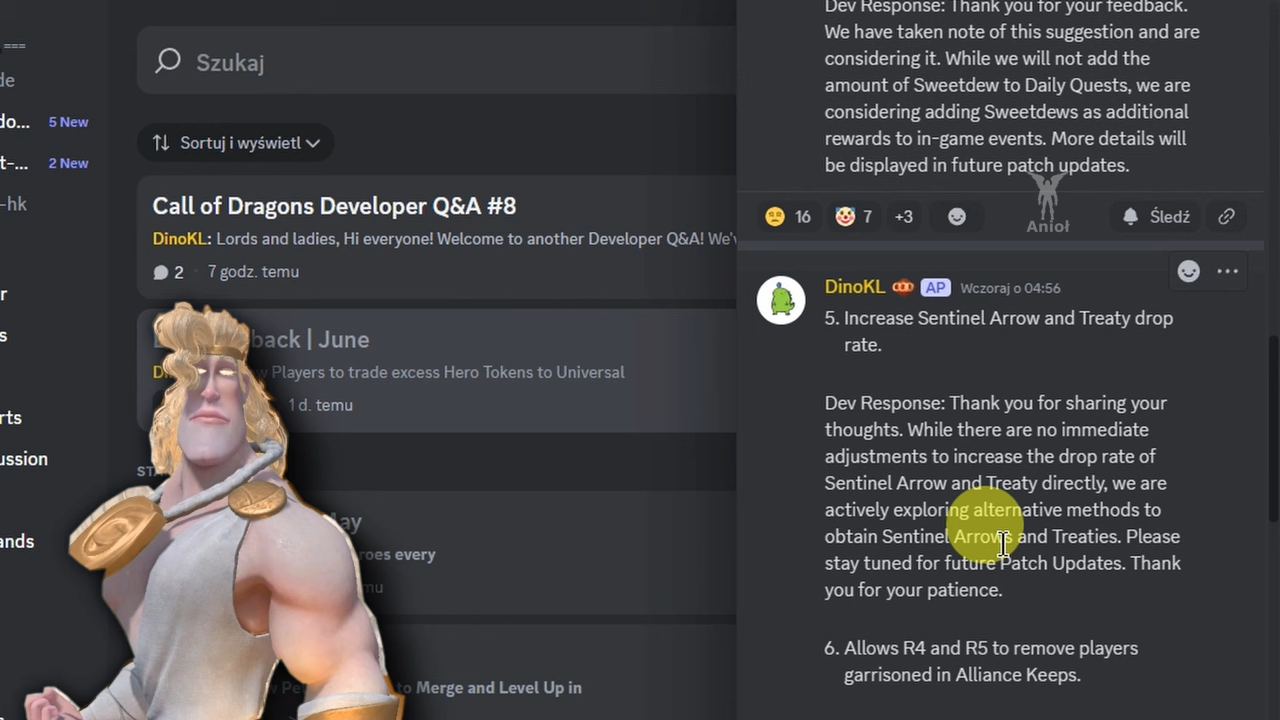 ===
de
do...
5 New
t-...
2 New
-hk
r
s
rts
ussion
ands
Szukaj
Sortuj i wyświetl
Call of Dragons Developer Q&A #8
DinoKL: Lords and ladies, Hi everyone! Welcome to another Developer Q&A! We'v
2 · 7 godz. temu
back | June
w Players to trade excess Hero Tokens to Universal
1 d. temu
ay
roes every
mu
to Merge and Level Up in
Dev Response: Thank you for your feedback.
We have taken note of this suggestion and are
considering it. While we will not add the
amount of Sweetdew to Daily Quests, we are
considering adding Sweetdews as additional
rewards to in-game events. More details will
be displayed in future patch updates.
16
7
+3
Anioł
Śledź
DinoKL AP Wczoraj o 04:56
5. Increase Sentinel Arrow and Treaty drop
rate.
Dev Response: Thank you for sharing your
thoughts. While there are no immediate
adjustments to increase the drop rate of
Sentinel Arrow and Treaty directly, we are
actively exploring alternative methods to
obtain Sentinel Arrows and Treaties. Please
stay tuned for future Patch Updates. Thank
you for your patience.
6. Allows R4 and R5 to remove players
garrisoned in Alliance Keeps.